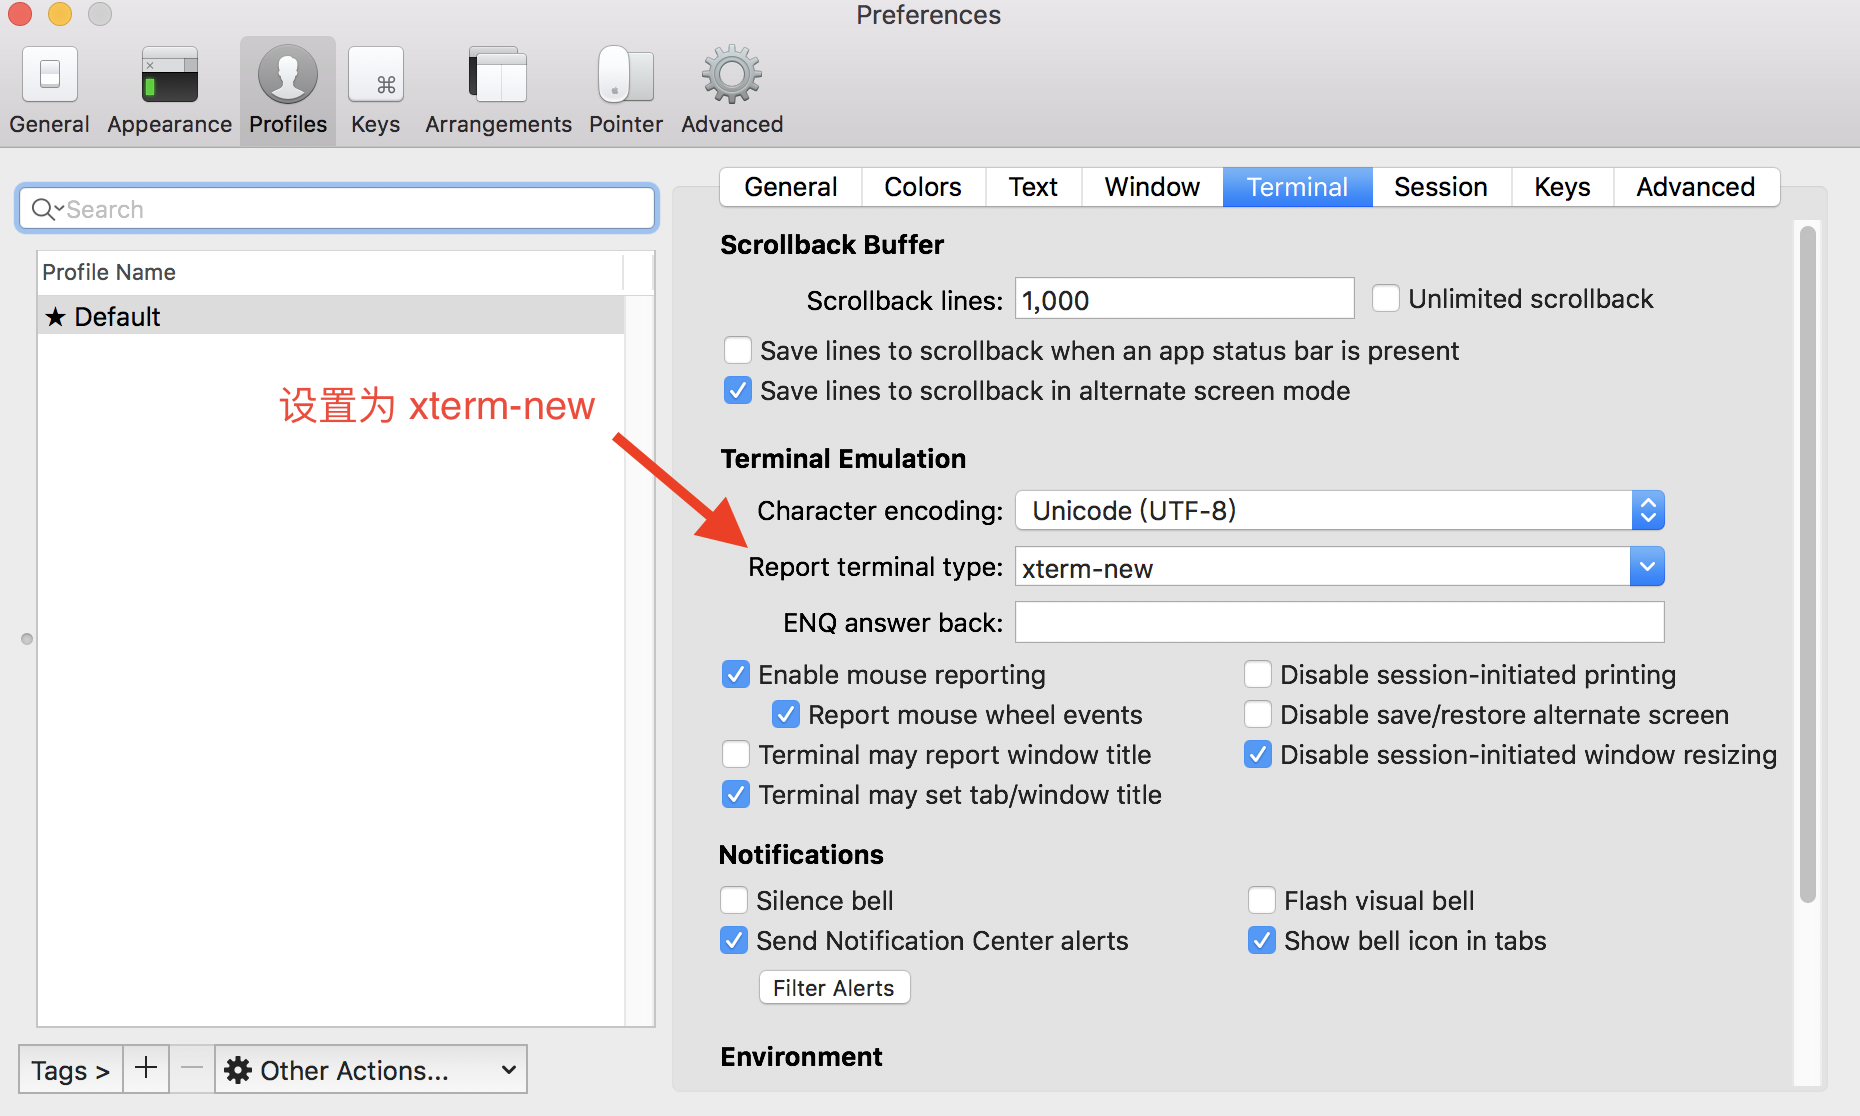 Preferences
General Appearance Profiles Keys Arrangements Pointer Advanced
Search
Profile Name
★ Default
设置为 xterm-new
Tags > + − Other Actions...
General Colors Text Window Terminal Session Keys Advanced
Scrollback Buffer
Scrollback lines: 1,000 Unlimited scrollback
Save lines to scrollback when an app status bar is present
Save lines to scrollback in alternate screen mode
Terminal Emulation
Character encoding: Unicode (UTF-8)
Report terminal type: xterm-new
ENQ answer back:
Enable mouse reporting Disable session-initiated printing
Report mouse wheel events Disable save/restore alternate screen
Terminal may report window title Disable session-initiated window resizing
Terminal may set tab/window title
Notifications
Silence bell Flash visual bell
Send Notification Center alerts Show bell icon in tabs
Filter Alerts
Environment